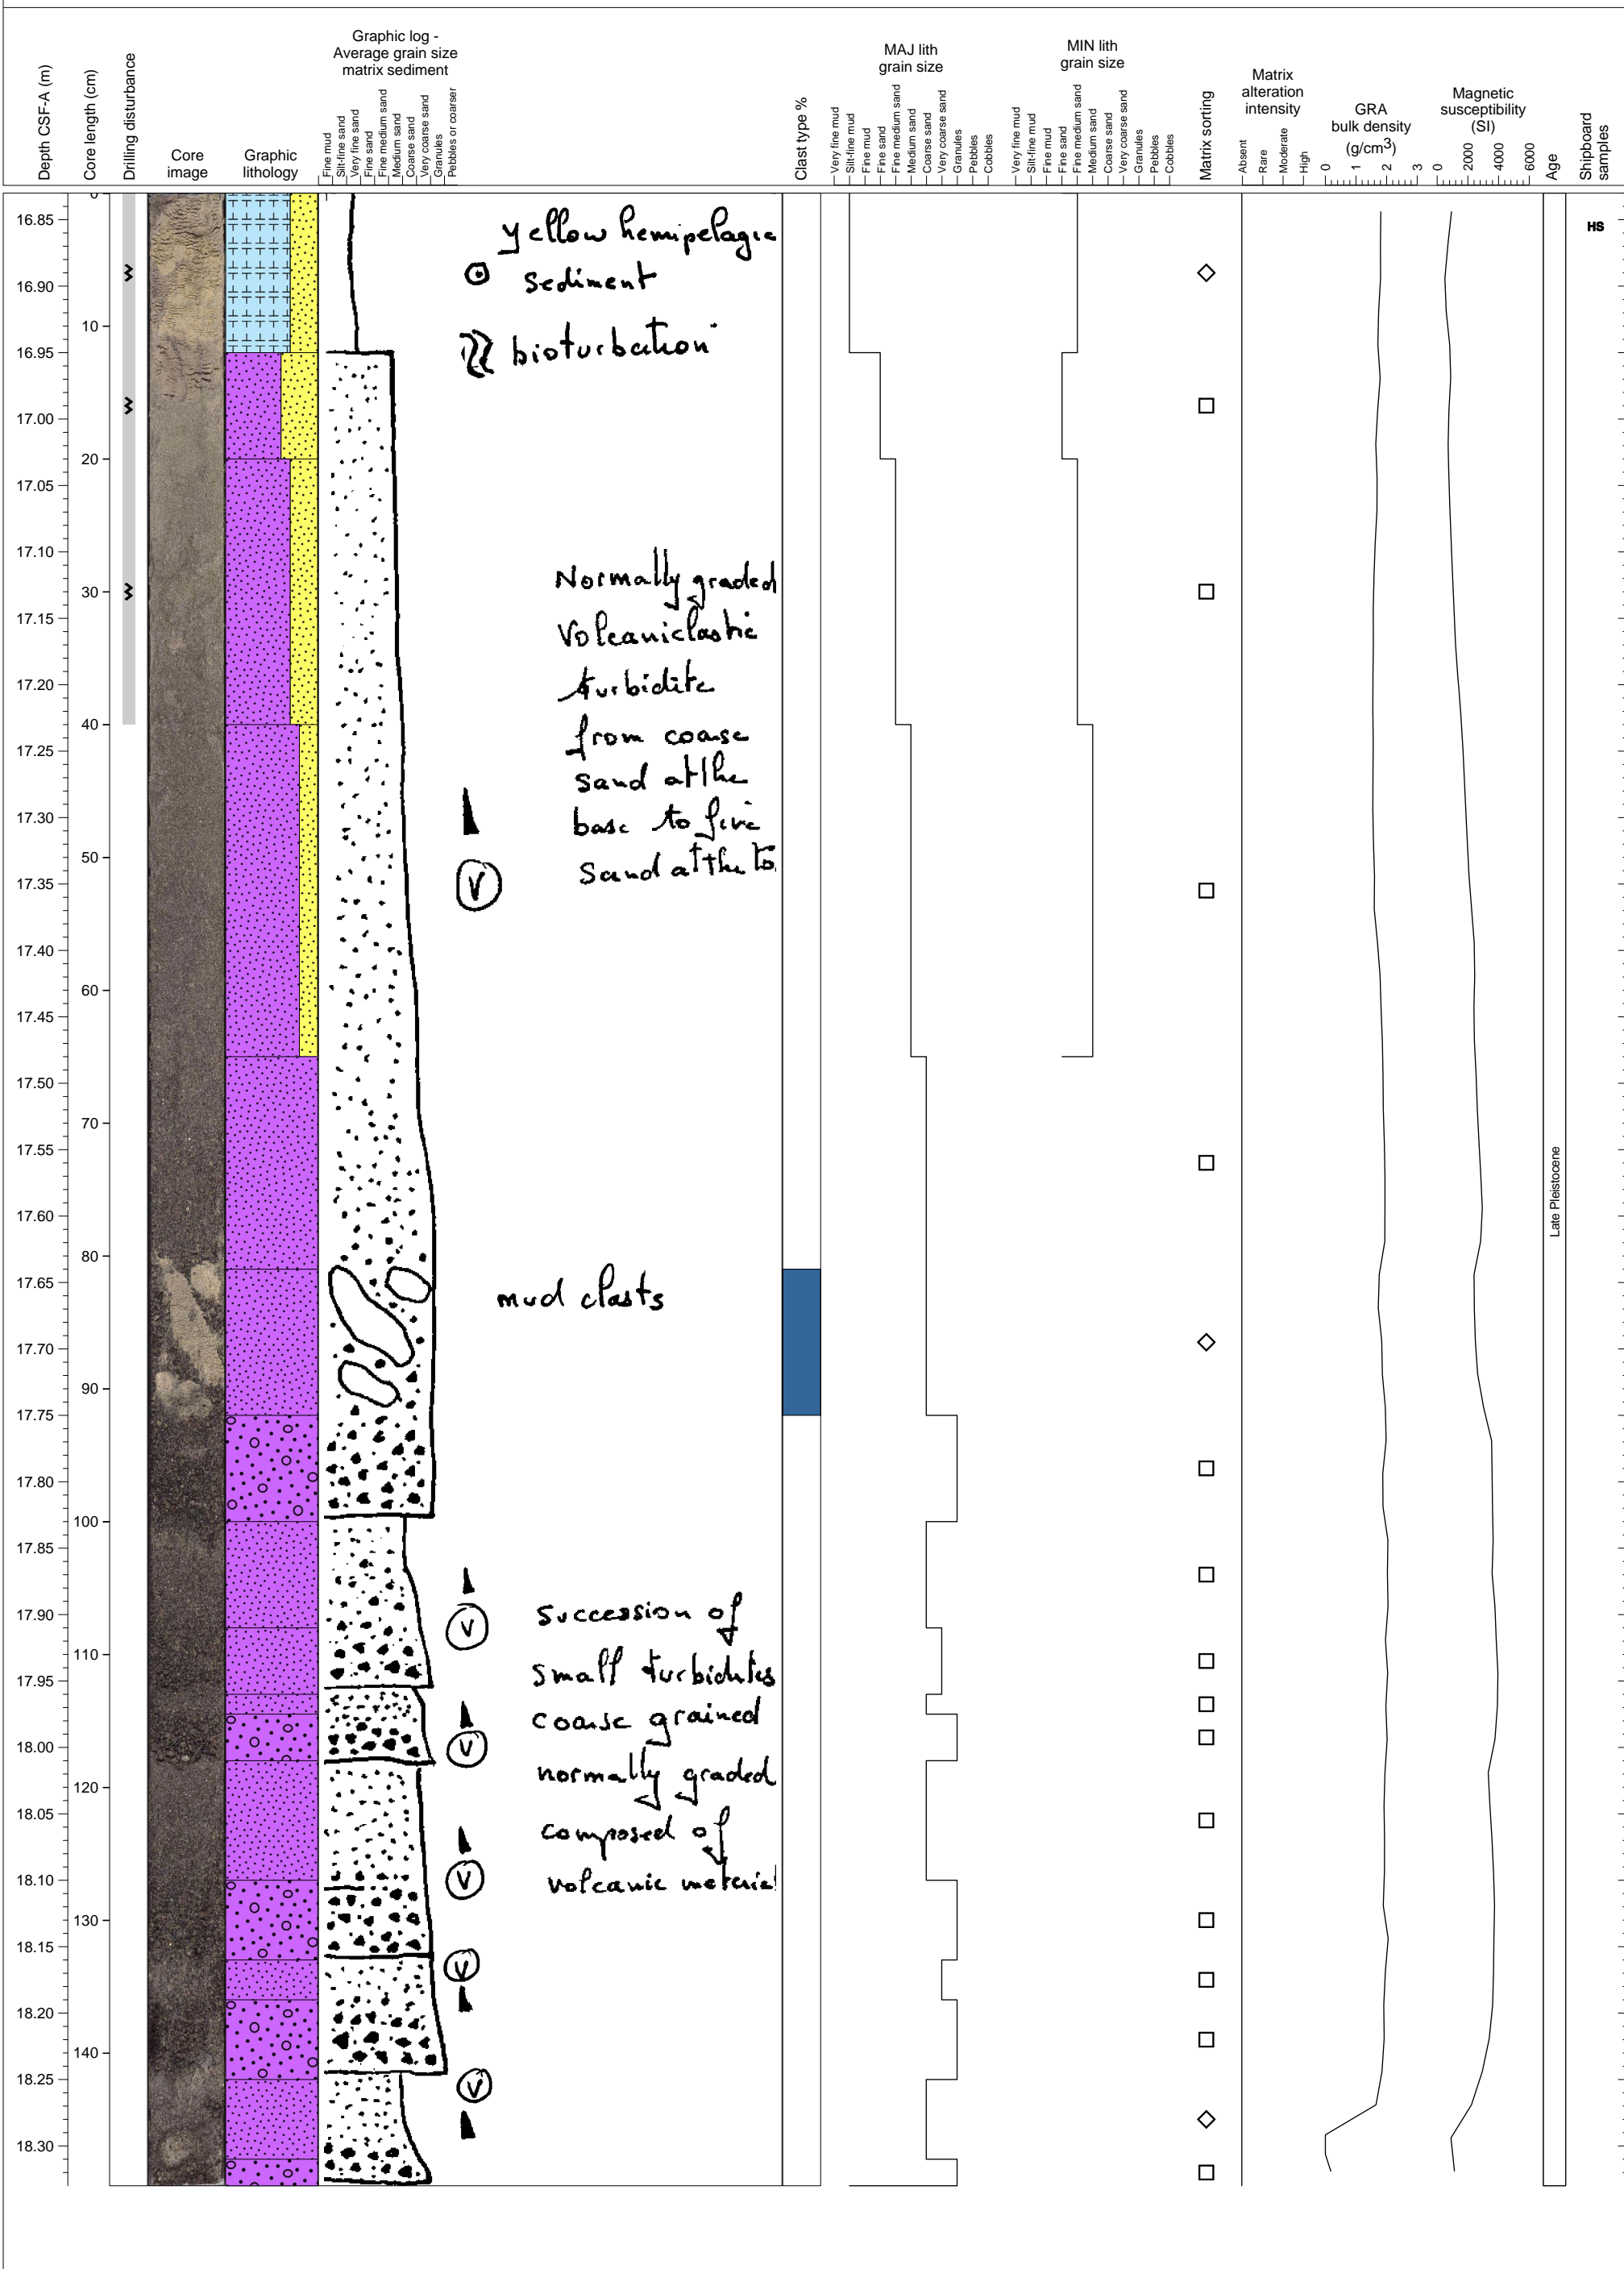 Graphic log -
Average grain size
matrix sediment
MAJ lith
grain size
MIN lith
grain size
Depth CSF-A (m)
Core length (cm)
Drilling disturbance
Core
image
Graphic
lithology
Fine mud
Silt-fine sand
Very fine sand
Fine sand
Fine medium sand
Medium sand
Coarse sand
Very coarse sand
Granules
Pebbles or coarser
Clast type %
Very fine mud
Silt-fine mud
Fine mud
Fine sand
Fine medium sand
Medium sand
Coarse sand
Very coarse sand
Granules
Pebbles
Cobbles
Very fine mud
Silt-fine mud
Fine mud
Fine sand
Fine medium sand
Medium sand
Coarse sand
Very coarse sand
Granules
Pebbles
Cobbles
Matrix sorting
Matrix
alteration
intensity
Absent
Rare
Moderate
High
GRA
bulk density
(g/cm3)
0
1
2
3
Magnetic
susceptibility
(SI)
0
2000
4000
6000
Age
Shipboard
samples
16.85
16.90
16.95
17.00
17.05
17.10
17.15
17.20
17.25
17.30
17.35
17.40
17.45
17.50
17.55
17.60
17.65
17.70
17.75
17.80
17.85
17.90
17.95
18.00
18.05
18.10
18.15
18.20
18.25
18.30
0
10
20
30
40
50
60
70
80
90
100
110
120
130
140
yellow hemipelagic
sediment
bioturbation
Normally graded
Volcaniclastic
turbidite
from coarse
sand at the
base to fine
sand at the to
V
mud clasts
V
succession of
small turbidites
V
coarse grained
normally graded
composed of
V
volcanic material
V
V
Late Pleistocene
HS